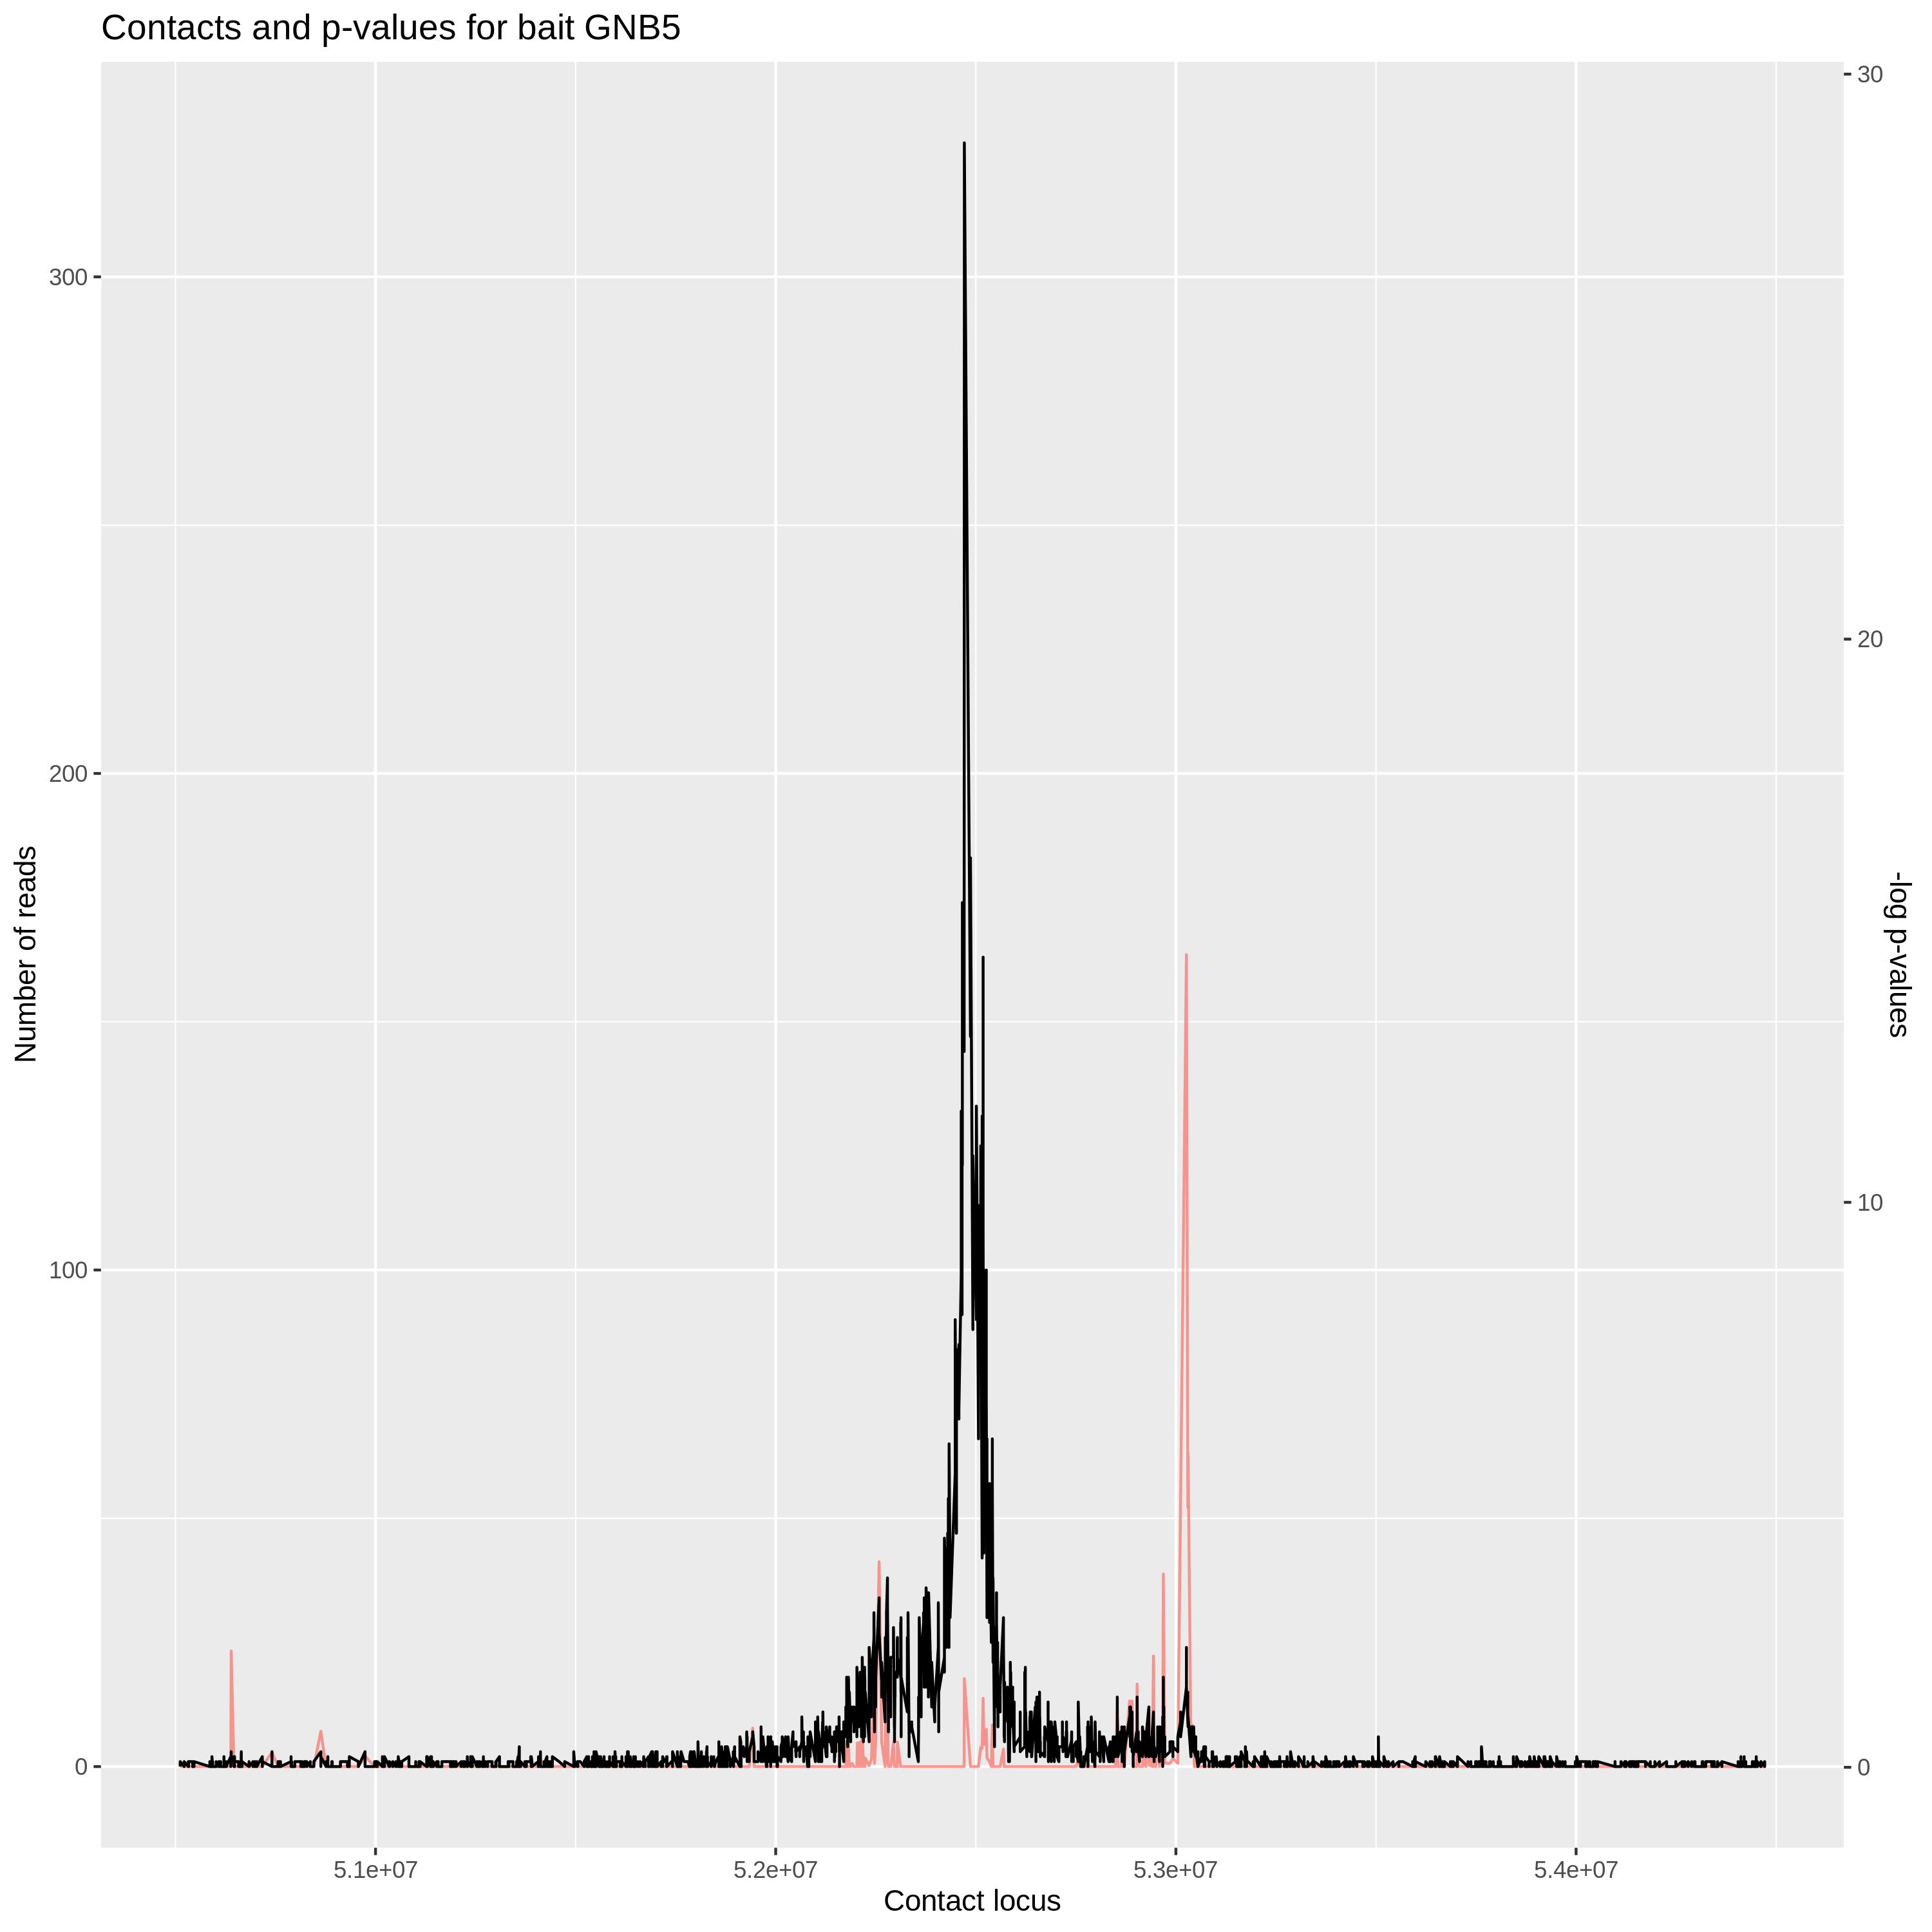 Contacts and p-values for bait GNB5
300
200
100
0
Number of reads
30
20
10
0
-log p-values
5.1e+07
5.2e+07
5.3e+07
5.4e+07
Contact locus